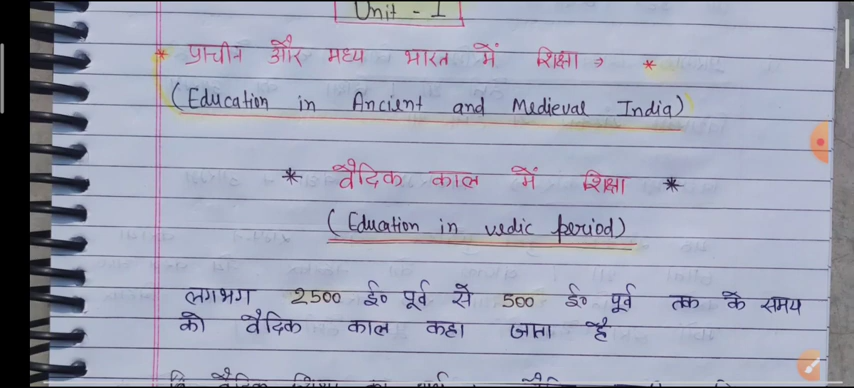 Unit - I
* प्राचीन और मध्य भारत में शिक्षा → *
(Education in Ancient and Medieval India)
* वैदिक काल में शिक्षा *
(Education in vedic period)
लगभग 2500 ई० पूर्व से 500 ई० पूर्व तक के समय
को वैदिक काल कहा जाता है